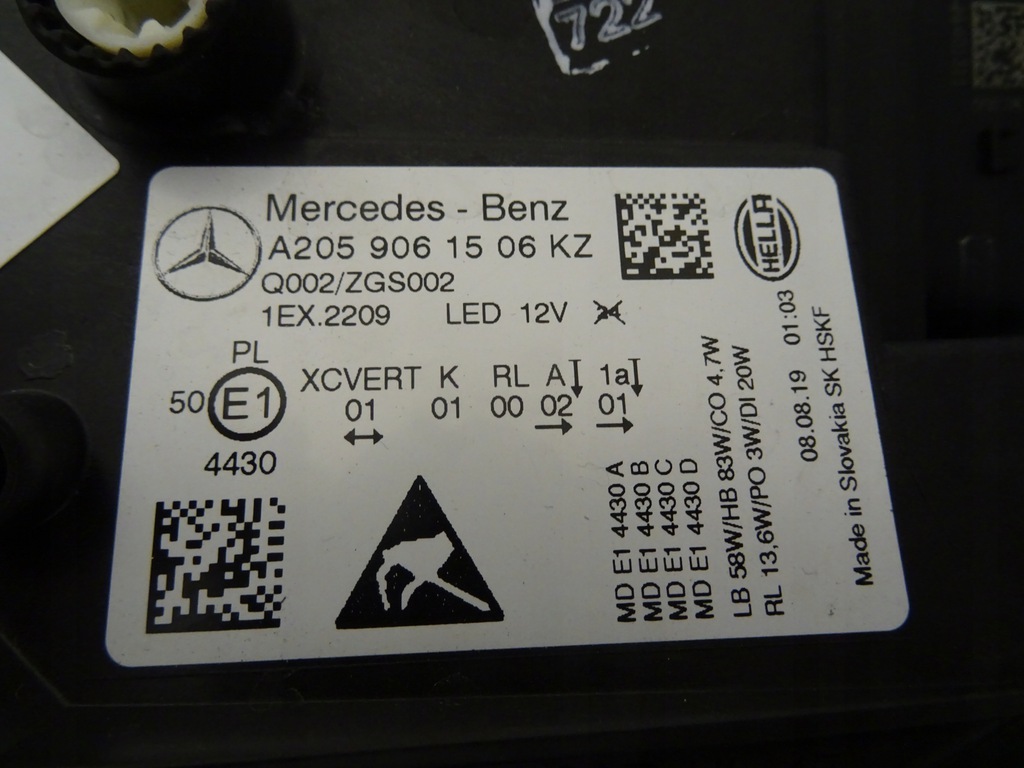 722
Mercedes - Benz
A205 906 15 06 KZ
Q002/ZGS002
1EX.2209 LED 12V
HELLA
PL
50 E1
4430
XCVERT K RL A 1a
01 01 00 02 01
MD E1 4430 A
MD E1 4430 B
MD E1 4430 C
MD E1 4430 D
LB 58W/HB 83W/CO 4,7W
RL 13,6W/PO 3W/DI 20W
08.08.19 01:03
Made in Slovakia SK HSKF